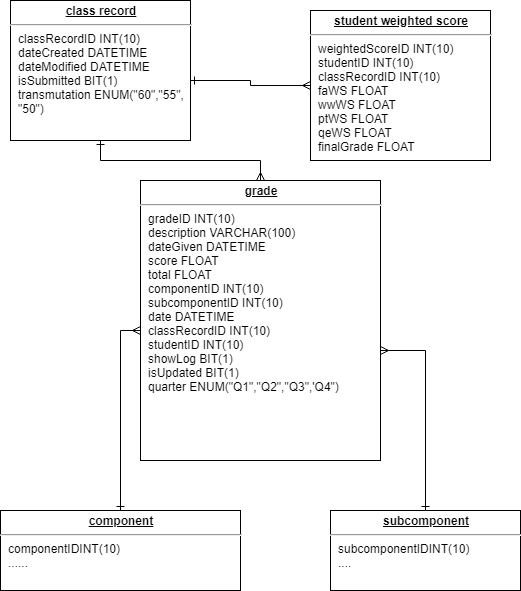 class record
classRecordID INT(10)
dateCreated DATETIME
dateModified DATETIME
isSubmitted BIT(1)
transmutation ENUM("60","55",
"50")
student weighted score
weightedScoreID INT(10)
studentID INT(10)
classRecordID INT(10)
faWS FLOAT
wwWS FLOAT
ptWS FLOAT
qeWS FLOAT
finalGrade FLOAT
grade
gradeID INT(10)
description VARCHAR(100)
dateGiven DATETIME
score FLOAT
total FLOAT
componentID INT(10)
subcomponentID INT(10)
date DATETIME
classRecordID INT(10)
studentID INT(10)
showLog BIT(1)
isUpdated BIT(1)
quarter ENUM("Q1","Q2","Q3",'Q4")
component
componentIDINT(10)
......
subcomponent
subcomponentIDINT(10)
....